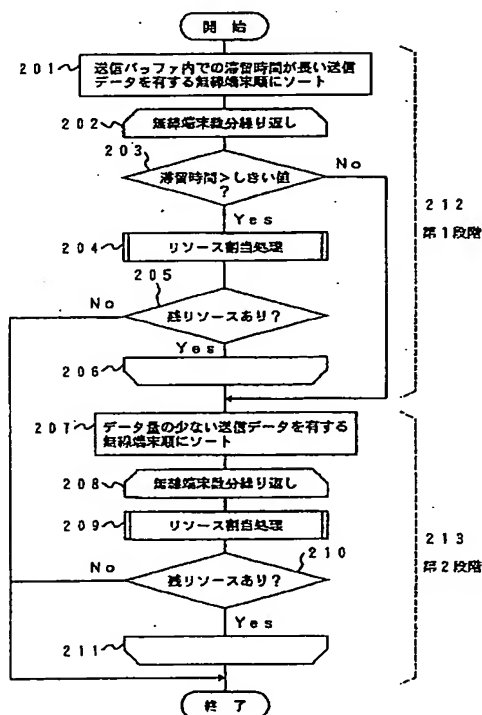 開 始
201
送信バッファ内での滞留時間が長い送信
データを有する無線端末順にソート
202
無線端末数分繰り返し
203
滞留時間>しきい値
?
No
Yes
212
第1段階
204
リソース割当処理
205
No
残リソースあり?
Yes
206
207
データ量の少ない送信データを有する
無線端末順にソート
208
無線端末数分繰り返し
209
リソース割当処理
210
213
第2段階
No
残リソースあり?
Yes
211
終 了